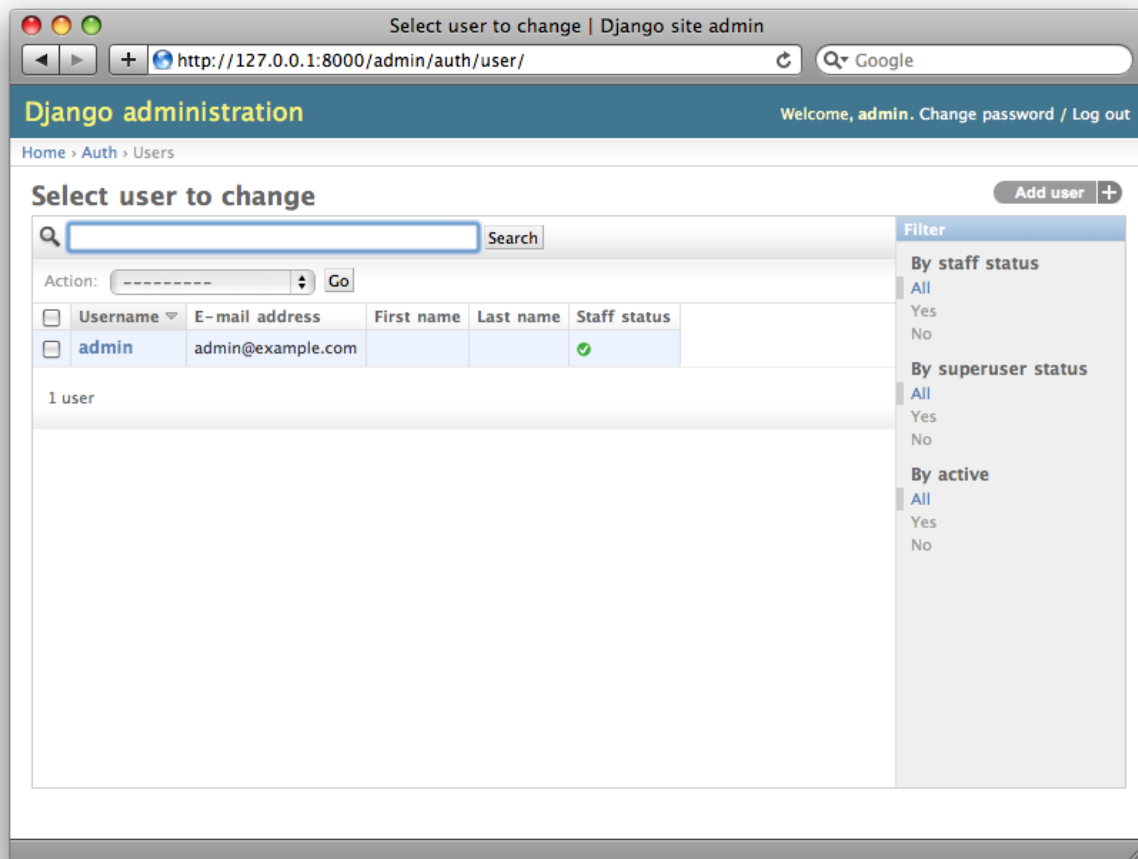 Select user to change | Django site admin
http://127.0.0.1:8000/admin/auth/user/
Google
Django administration
Welcome, admin. Change password / Log out
Home › Auth › Users
Select user to change
Add user +
Search
Action: --------- Go
Username E-mail address First name Last name Staff status
admin admin@example.com
1 user
Filter
By staff status
All
Yes
No
By superuser status
All
Yes
No
By active
All
Yes
No